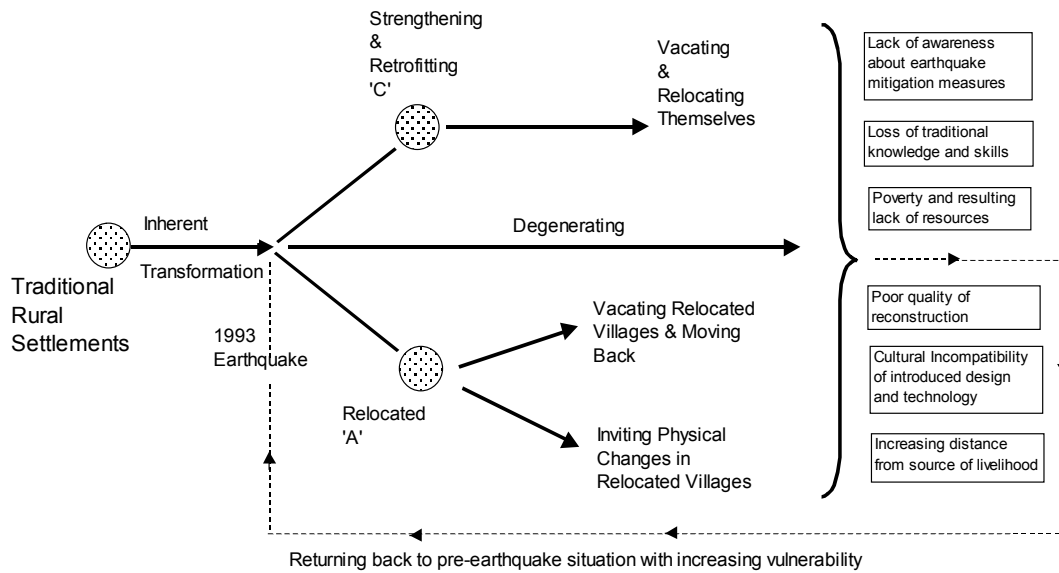 Strengthening
&
Retrofitting
'C'
Vacating
&
Relocating
Themselves
Inherent
Transformation
Traditional
Rural
Settlements
1993
Earthquake
Degenerating
Relocated
'A'
Vacating Relocated
Villages & Moving
Back
Inviting Physical
Changes in
Relocated Villages
Lack of awareness
about earthquake
mitigation measures
Loss of traditional
knowledge and skills
Poverty and resulting
lack of resources
Poor quality of
reconstruction
Cultural Incompatibility
of introduced design
and technology
Increasing distance
from source of livelihood
Returning back to pre-earthquake situation with increasing vulnerability